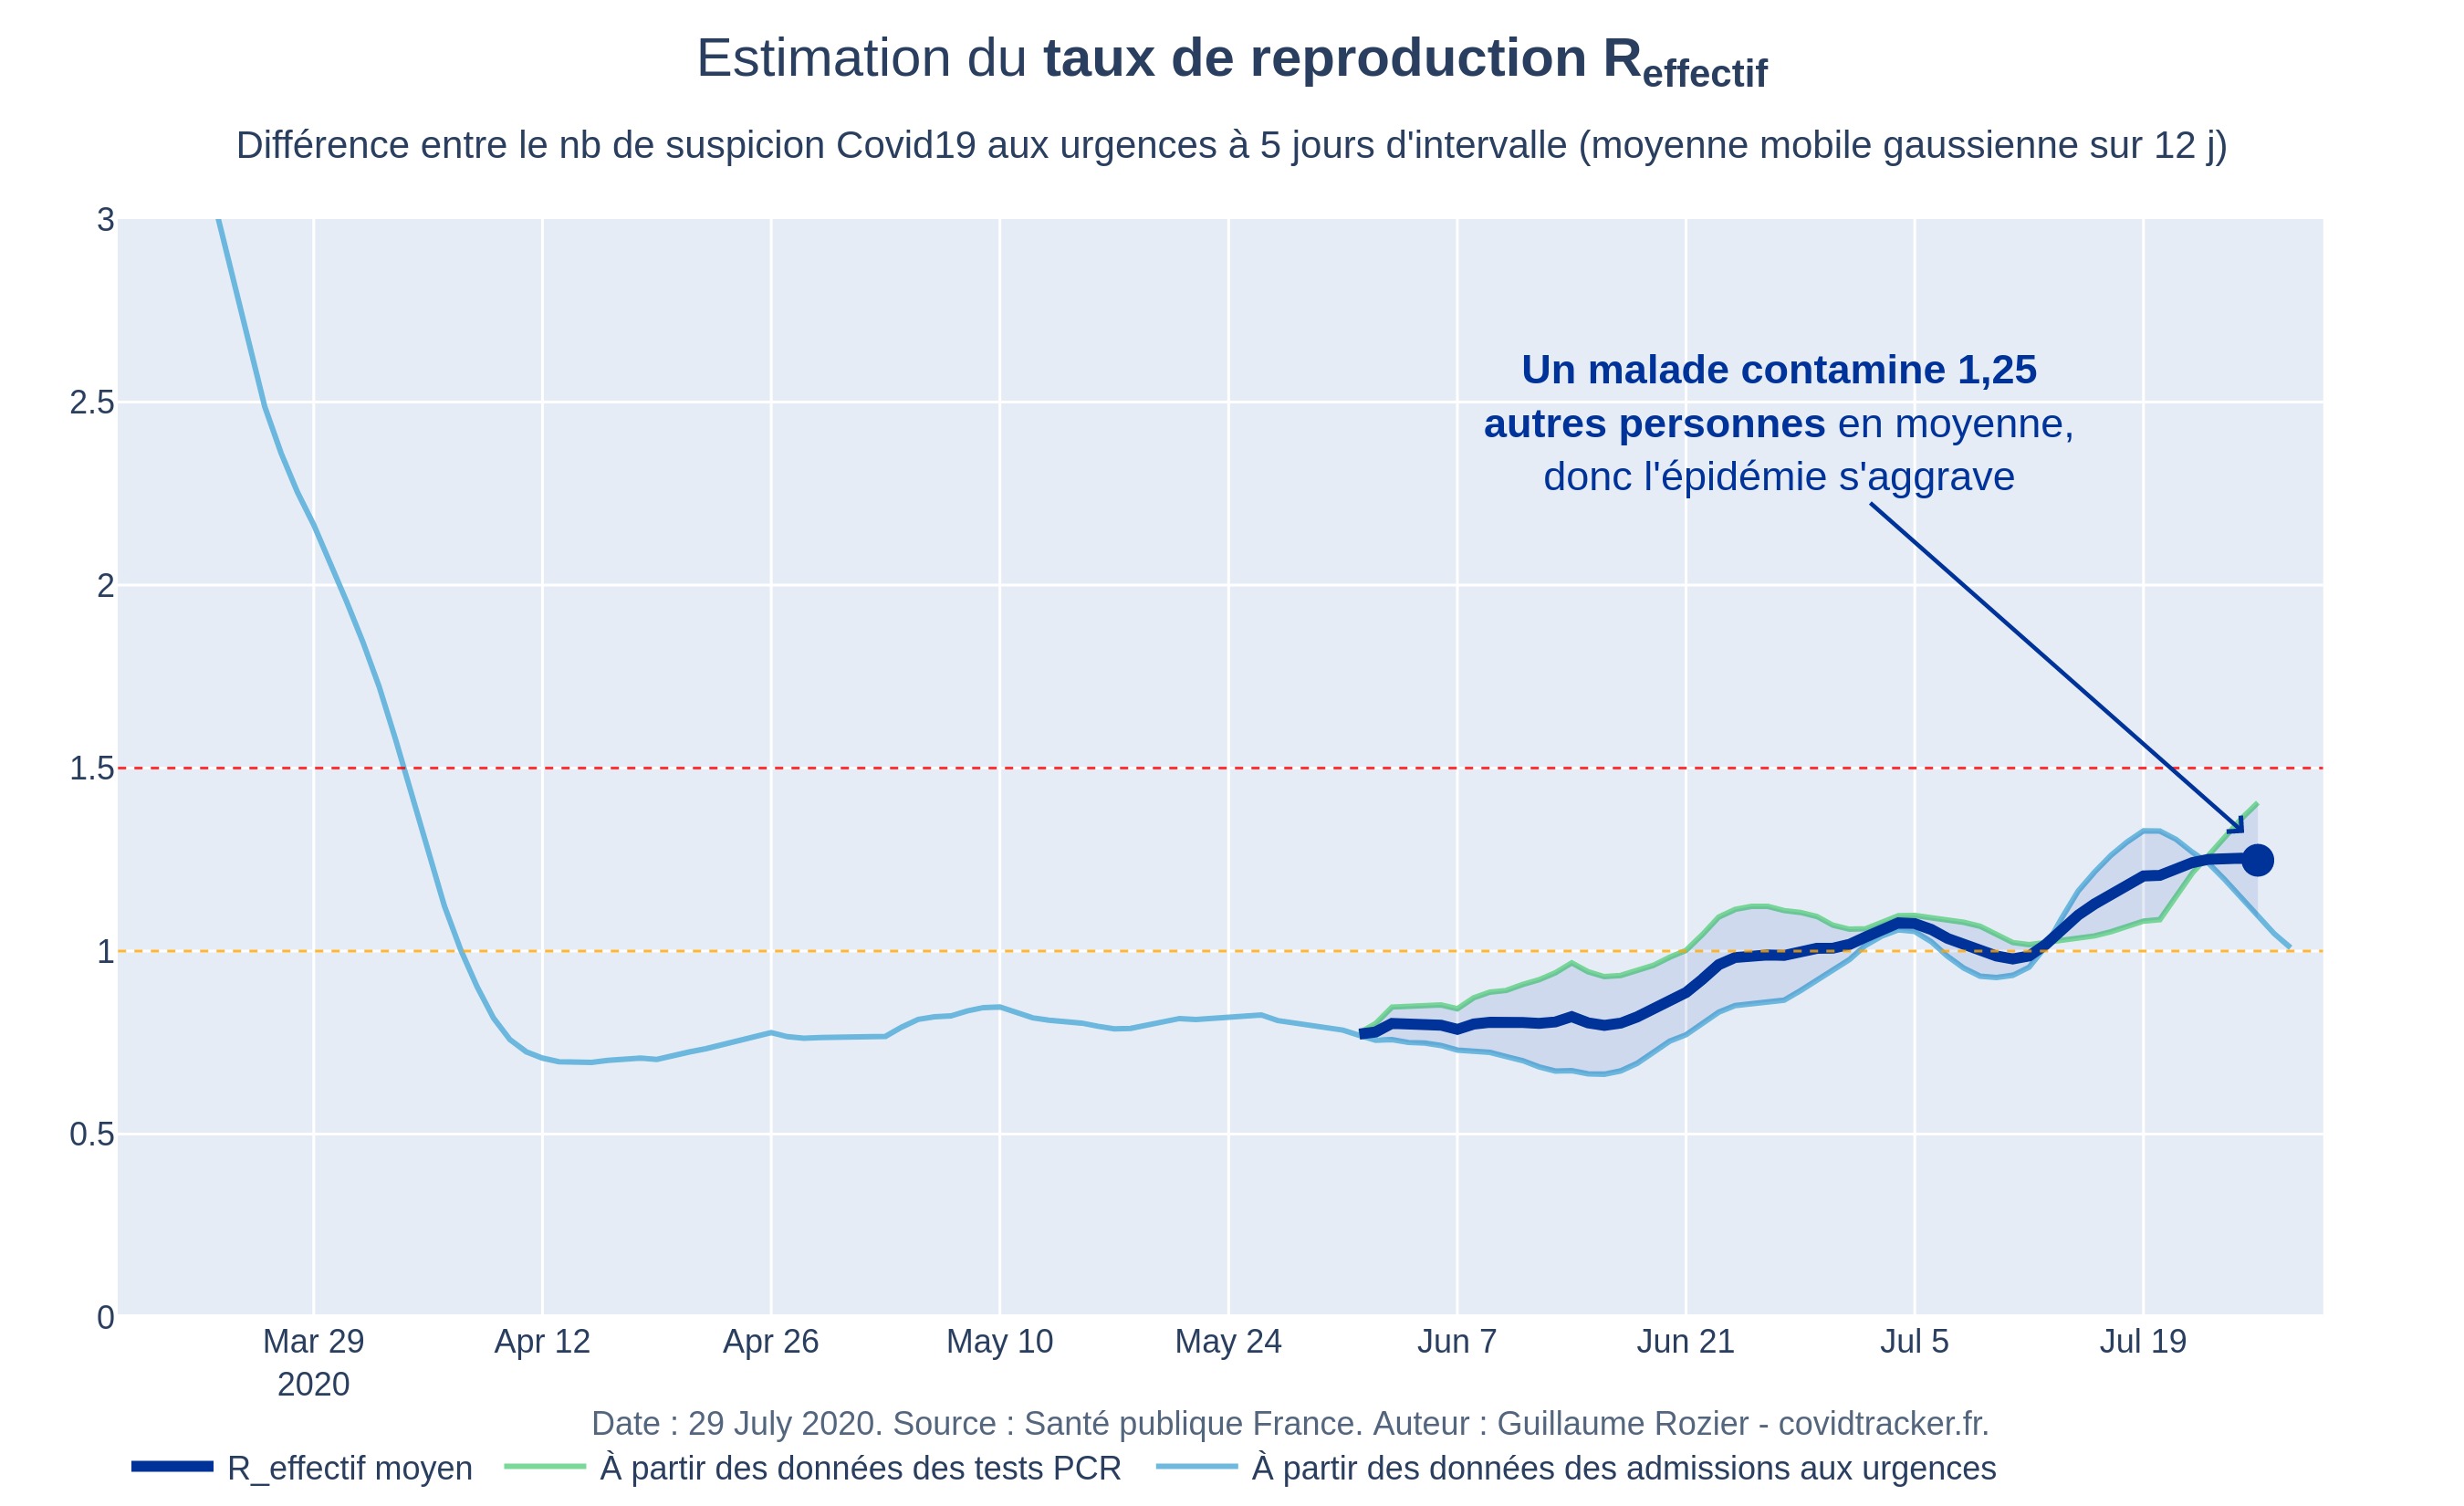 Estimation du taux de reproduction Reffectif
Différence entre le nb de suspicion Covid19 aux urgences à 5 jours d'intervalle (moyenne mobile gaussienne sur 12 j)
3
2.5
2
1.5
1
0.5
0
Un malade contamine 1,25
autres personnes en moyenne,
donc l'épidémie s'aggrave
Mar 29 Apr 12 Apr 26 May 10 May 24 Jun 7 Jun 21 Jul 5 Jul 19
2020
Date : 29 July 2020. Source : Santé publique France. Auteur : Guillaume Rozier - covidtracker.fr.
R_effectif moyen À partir des données des tests PCR À partir des données des admissions aux urgences